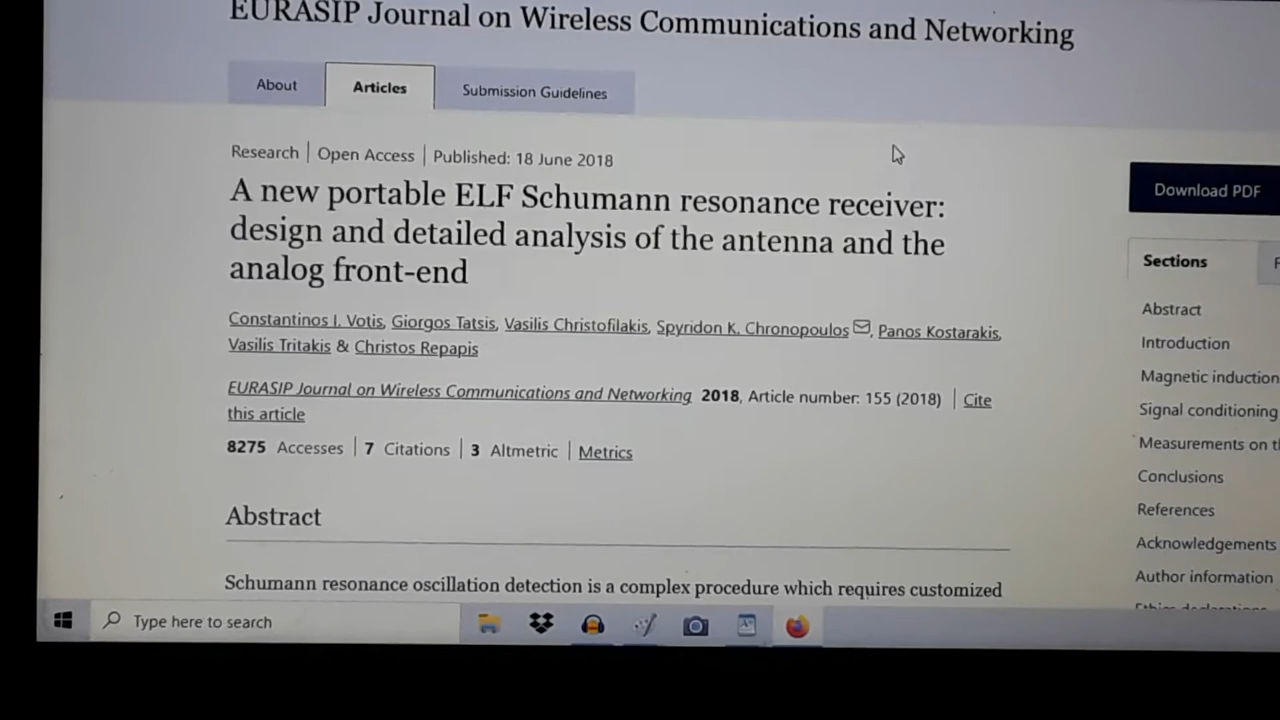 EURASIP Journal on Wireless Communications and Networking
About
Articles
Submission Guidelines
Research | Open Access | Published: 18 June 2018
A new portable ELF Schumann resonance receiver:
design and detailed analysis of the antenna and the
analog front-end
Constantinos I. Votis, Giorgos Tatsis, Vasilis Christofilakis, Spyridon K. Chronopoulos, Panos Kostarakis,
Vasilis Tritakis & Christos Repapis
EURASIP Journal on Wireless Communications and Networking 2018, Article number: 155 (2018) | Cite
this article
8275 Accesses | 7 Citations | 3 Altmetric | Metrics
Abstract
Schumann resonance oscillation detection is a complex procedure which requires customized
Download PDF
Sections
Abstract
Introduction
Magnetic induction
Signal conditioning
Measurements on
Conclusions
References
Acknowledgements
Author information
Type here to search